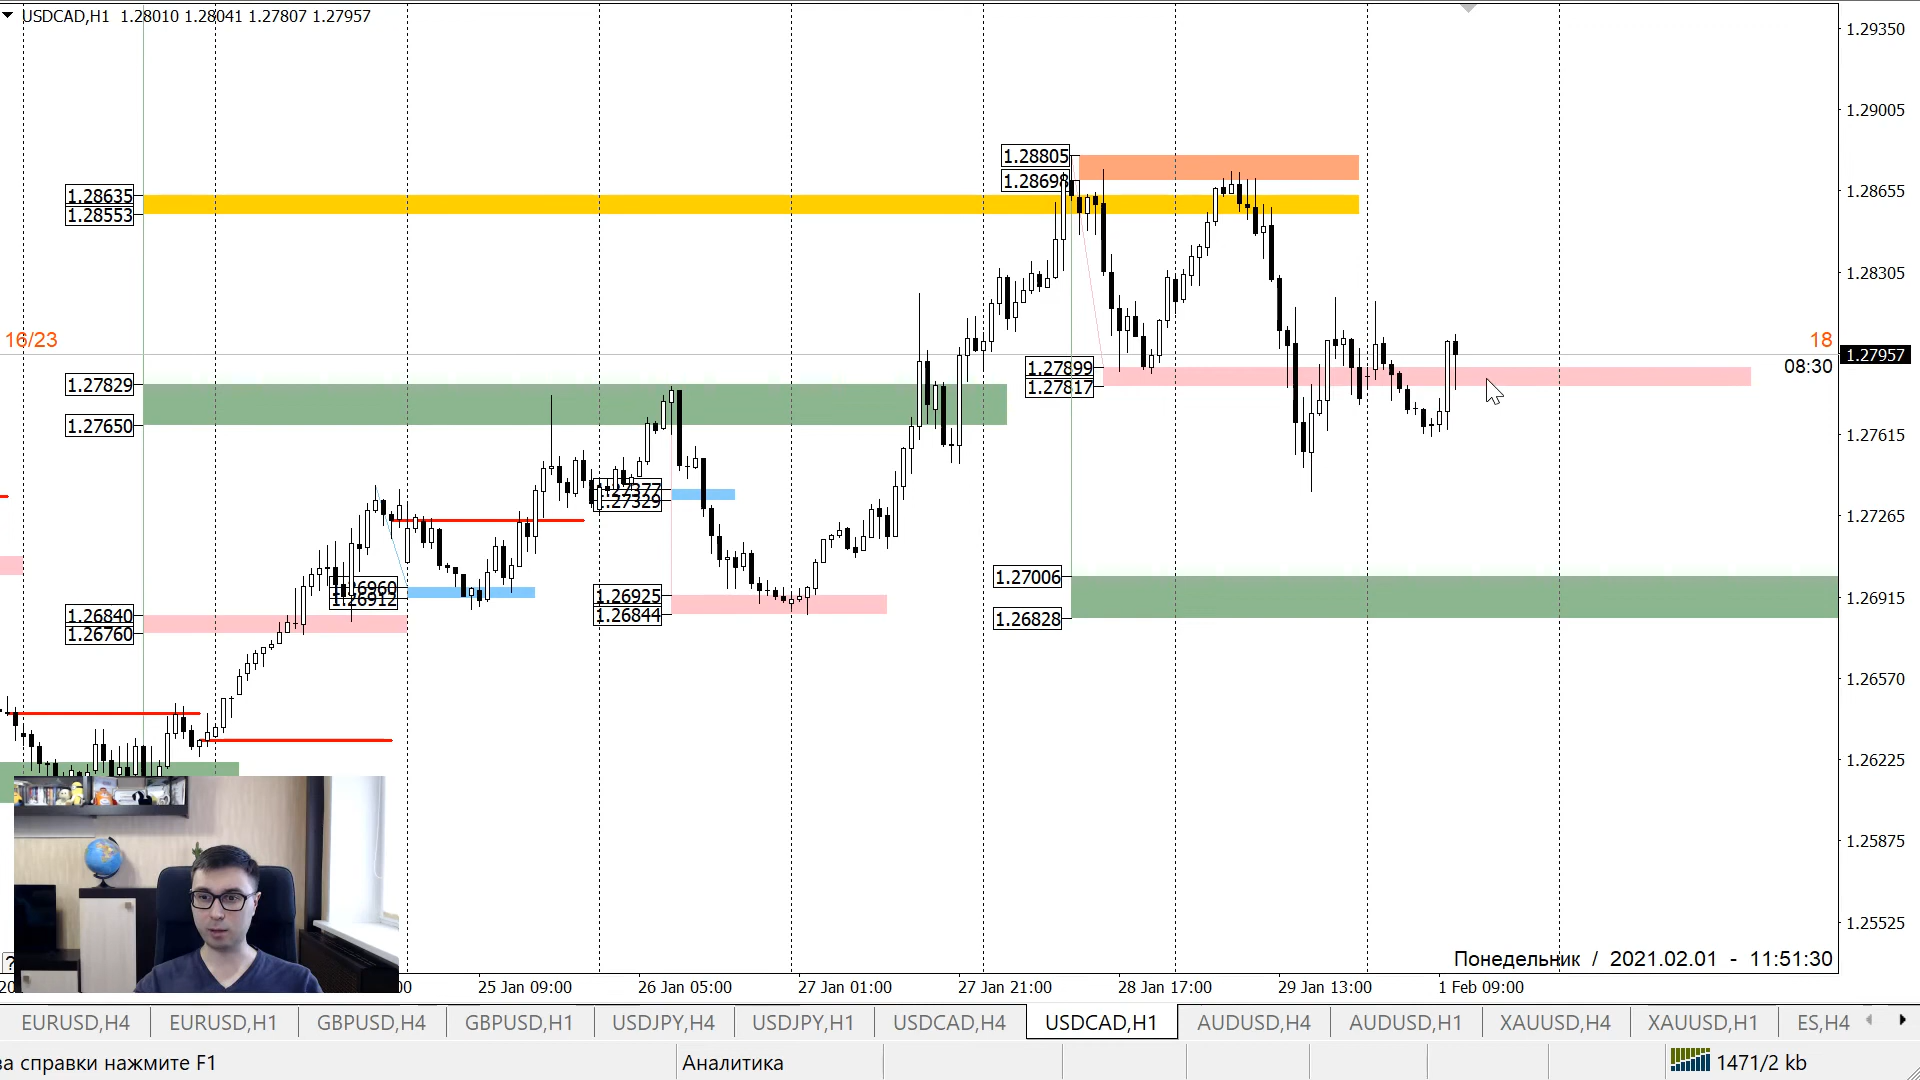 USDCAD,H1 1.28010 1.28041 1.27807 1.27957
1.29350
1.29005
1.28805
1.28698
1.28635
1.28553
1.28655
1.28305
16/23
18
1.27957
08:30
1.27899
1.27817
1.27829
1.27650
1.27615
1.27377
1.27329
1.27265
1.27006
1.26828
1.26960
1.26912
1.26925
1.26844
1.26915
1.26840
1.26760
1.26570
1.26225
1.25875
1.25525
Понедельник / 2021.02.01 - 11:51:30
?
25 Jan 09:00
26 Jan 05:00
27 Jan 01:00
27 Jan 21:00
28 Jan 17:00
29 Jan 13:00
1 Feb 09:00
EURUSD,H4 EURUSD,H1 GBPUSD,H4 GBPUSD,H1 USDJPY,H4 USDJPY,H1 USDCAD,H4 USDCAD,H1 AUDUSD,H4 AUDUSD,H1 XAUUSD,H4 XAUUSD,H1 ES,H4
за справки нажмите F1
Аналитика
1471/2 kb